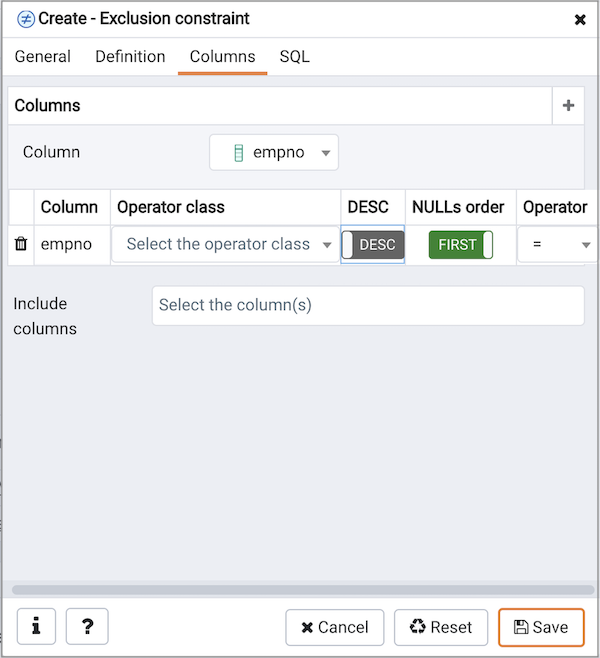 Create - Exclusion constraint
General Definition Columns SQL
Columns
Column empno
Column Operator class DESC NULLs order Operator
empno Select the operator class DESC FIRST =
Include
columns
Select the column(s)
Cancel Reset Save